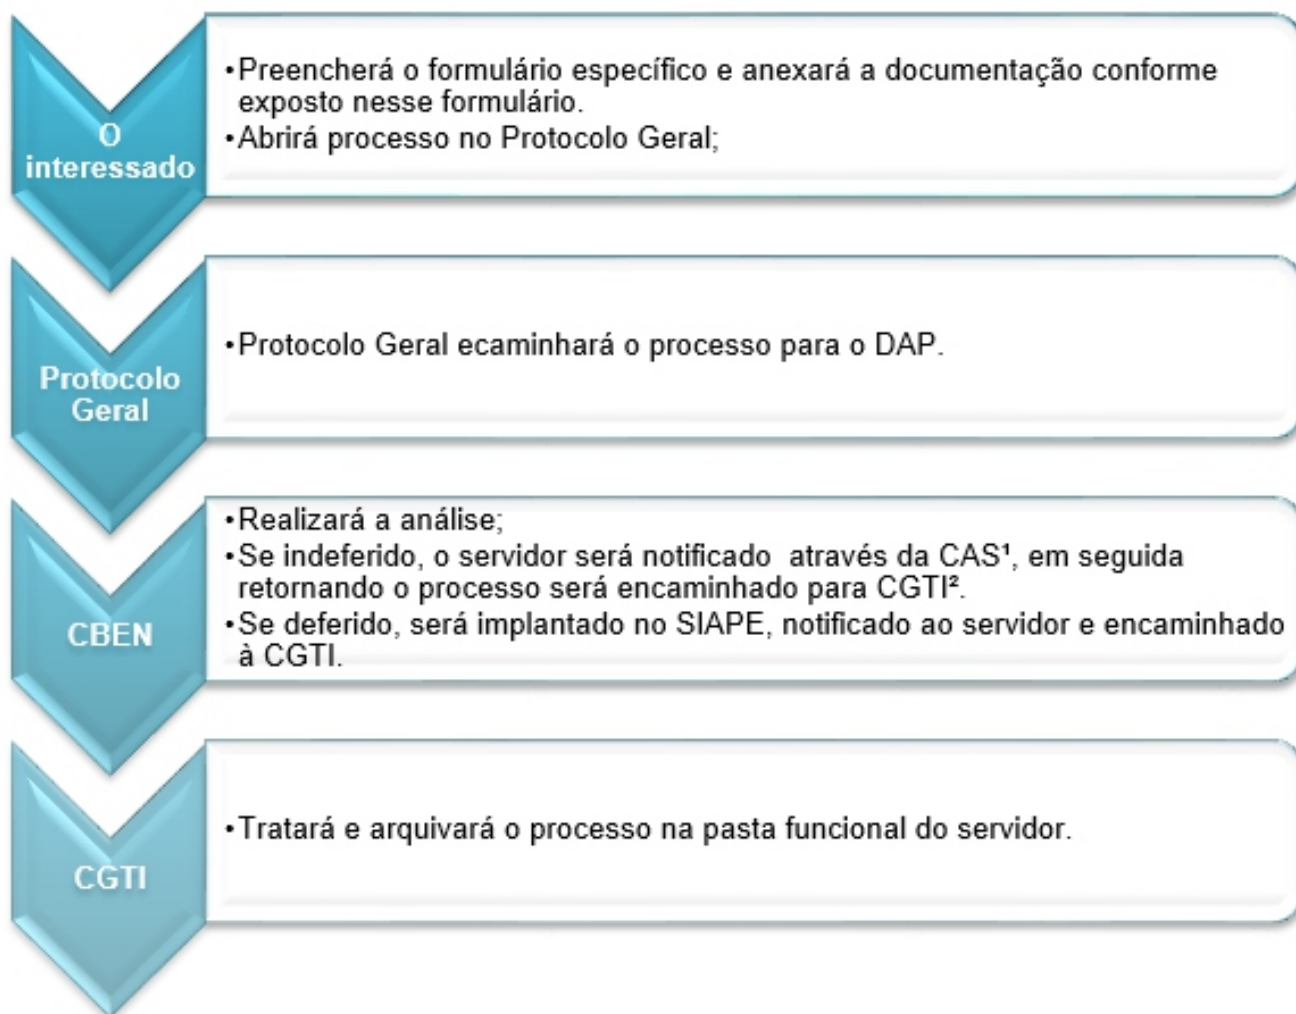 O
interessado
•Preencherá o formulário específico e anexará a documentação conforme
exposto nesse formulário.
•Abrirá processo no Protocolo Geral;
Protocolo
Geral
•Protocolo Geral ecaminhará o processo para o DAP.
CBEN
•Realizará a análise;
•Se indeferido, o servidor será notificado através da CAS¹, em seguida
retornando o processo será encaminhado para CGTI².
•Se deferido, será implantado no SIAPE, notificado ao servidor e encaminhado
à CGTI.
CGTI
•Tratará e arquivará o processo na pasta funcional do servidor.